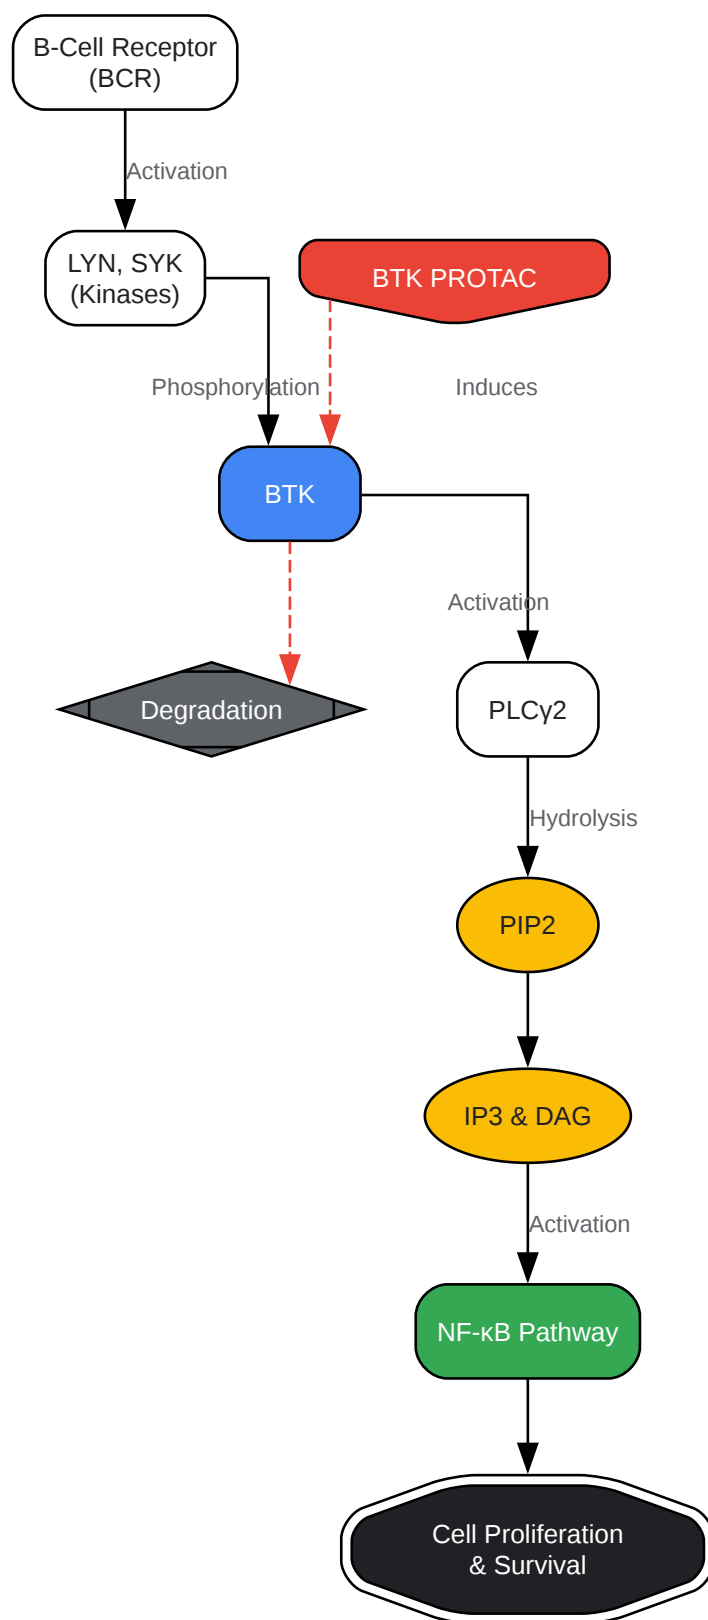 B-Cell Receptor
(BCR)
Activation
LYN, SYK
(Kinases)
BTK PROTAC
Phosphorylation
Induces
BTK
Activation
Degradation
PLCγ2
Hydrolysis
PIP2
IP3 & DAG
Activation
NF-κB Pathway
Cell Proliferation
& Survival